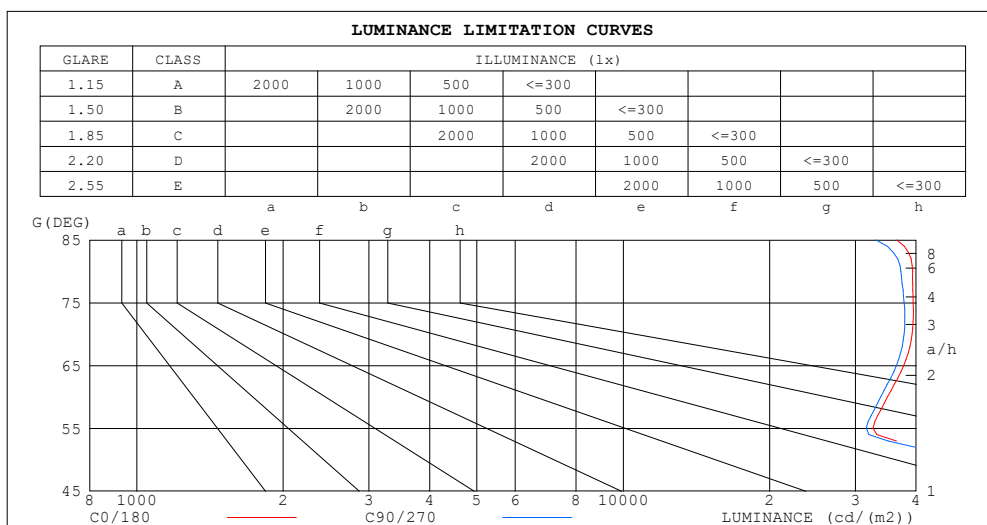 LUMINANCE LIMITATION CURVES
GLARE CLASS ILLUMINANCE (lx)
1.15 A 2000 1000 500 <=300
1.50 B 2000 1000 500 <=300
1.85 C 2000 1000 500 <=300
2.20 D 2000 1000 500 <=300
2.55 E 2000 1000 500 <=300
a b c d e f g h
G(DEG)
85 a b c d e f g h 8
6
75 4
3
a/h
65 2
55
45 1
8 1000 2 3 4 5 6 8 10000 2 3 4
C0/180 C90/270 LUMINANCE (cd/(m2))